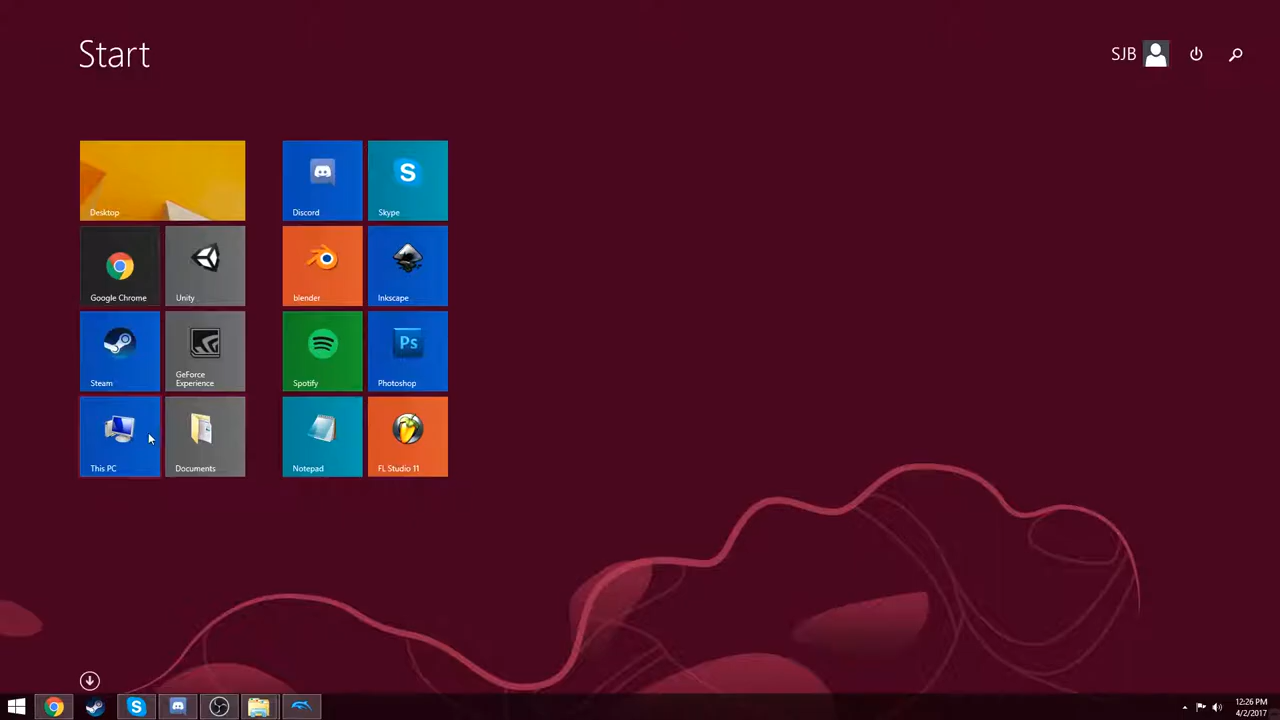 Start
SJB
Desktop
Discord
Skype
Google Chrome
Unity
blender
Inkscape
Steam
GeForce
Experience
Spotify
Ps
Photoshop
This PC
Documents
Notepad
FL Studio 11
12:26 PM
4/2/2017